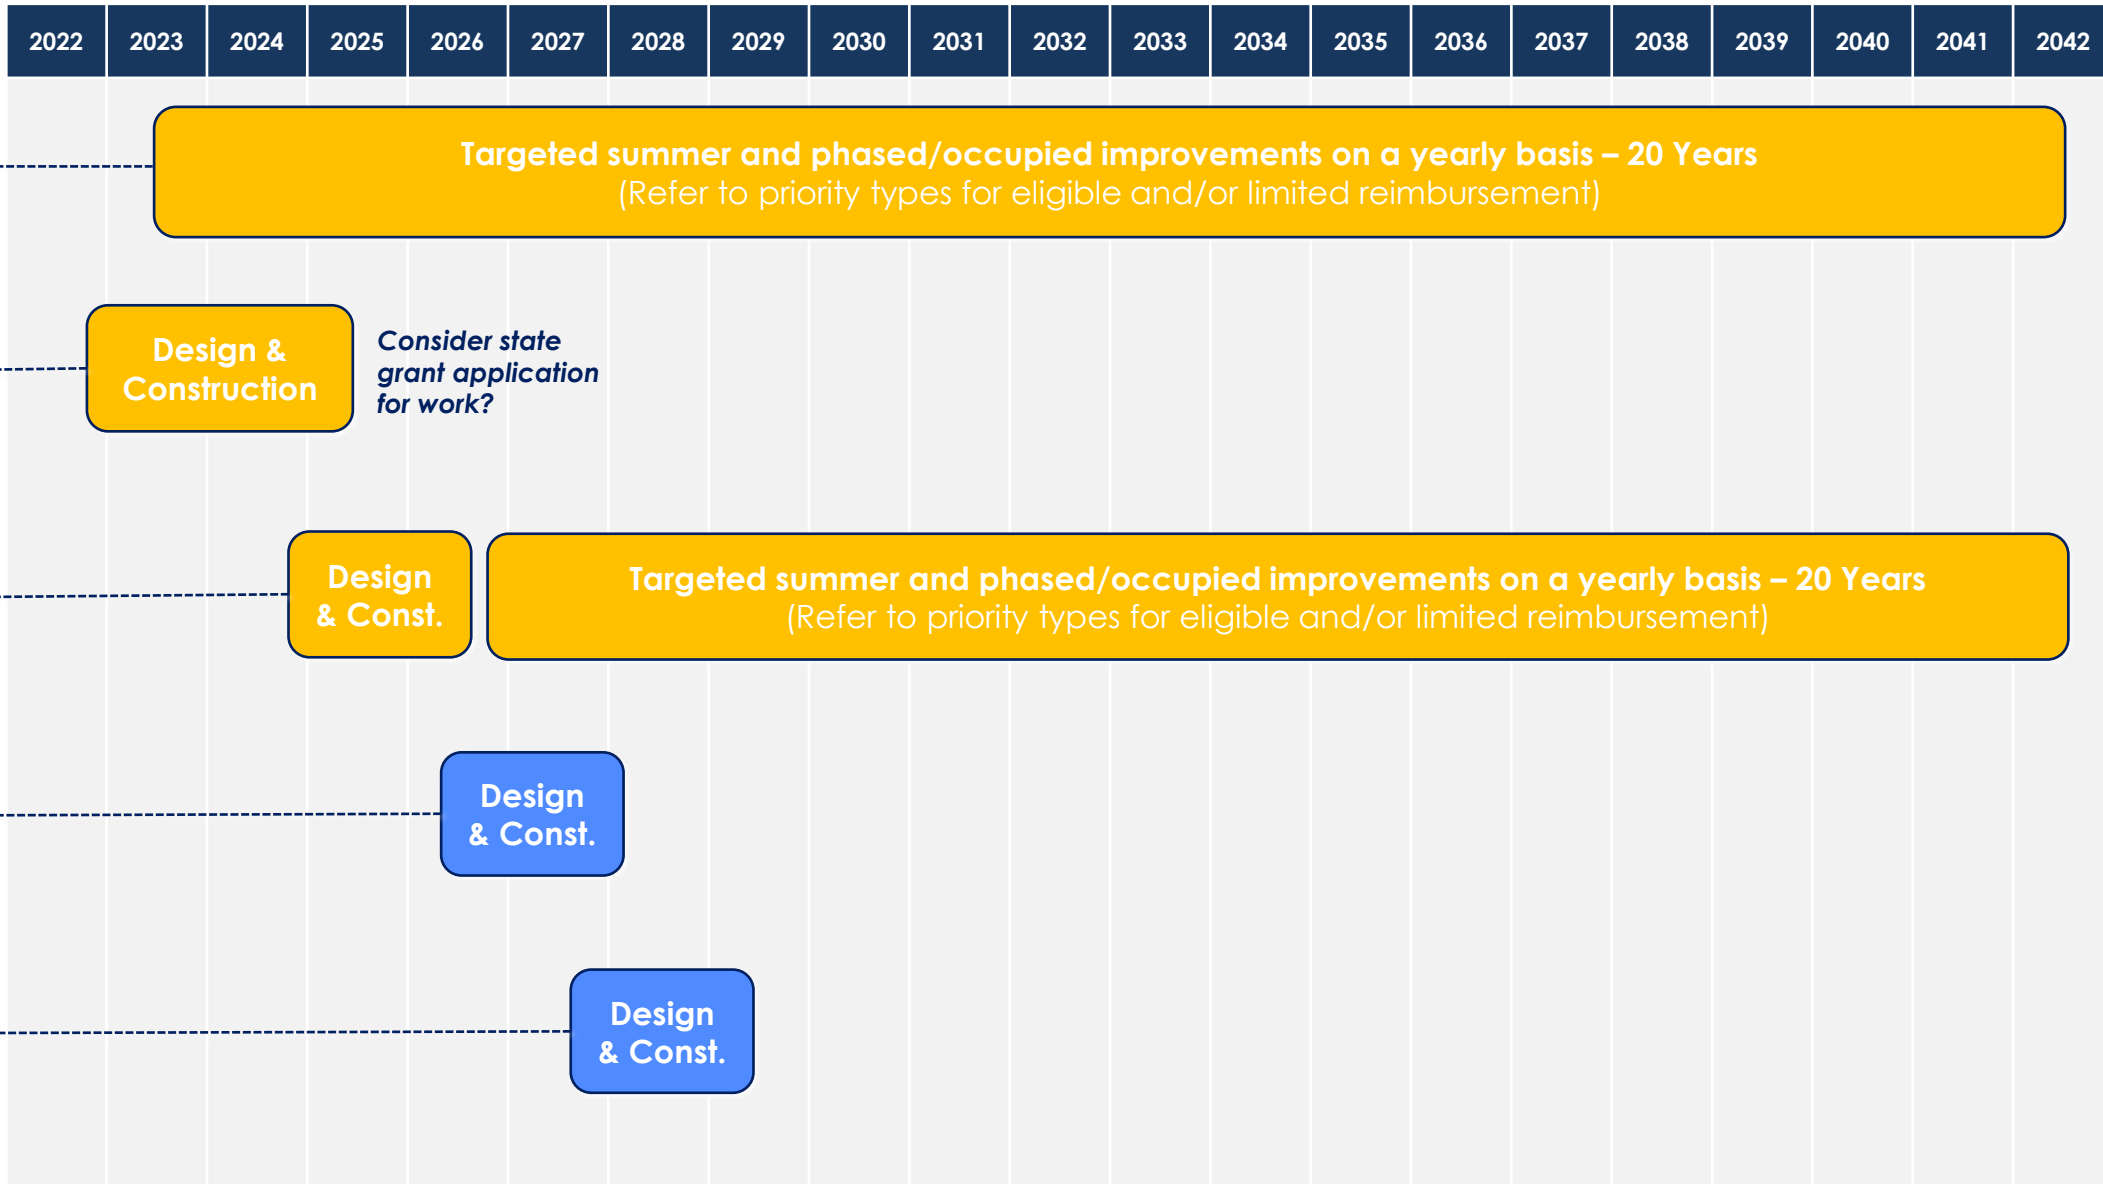 2022 2023 2024 2025 2026 2027 2028 2029 2030 2031 2032 2033 2034 2035 2036 2037 2038 2039 2040 2041 2042
Targeted summer and phased/occupied improvements on a yearly basis – 20 Years
(Refer to priority types for eligible and/or limited reimbursement)
Design &
Construction
Consider state
grant application
for work?
Design
& Const.
Targeted summer and phased/occupied improvements on a yearly basis – 20 Years
(Refer to priority types for eligible and/or limited reimbursement)
Design
& Const.
Design
& Const.